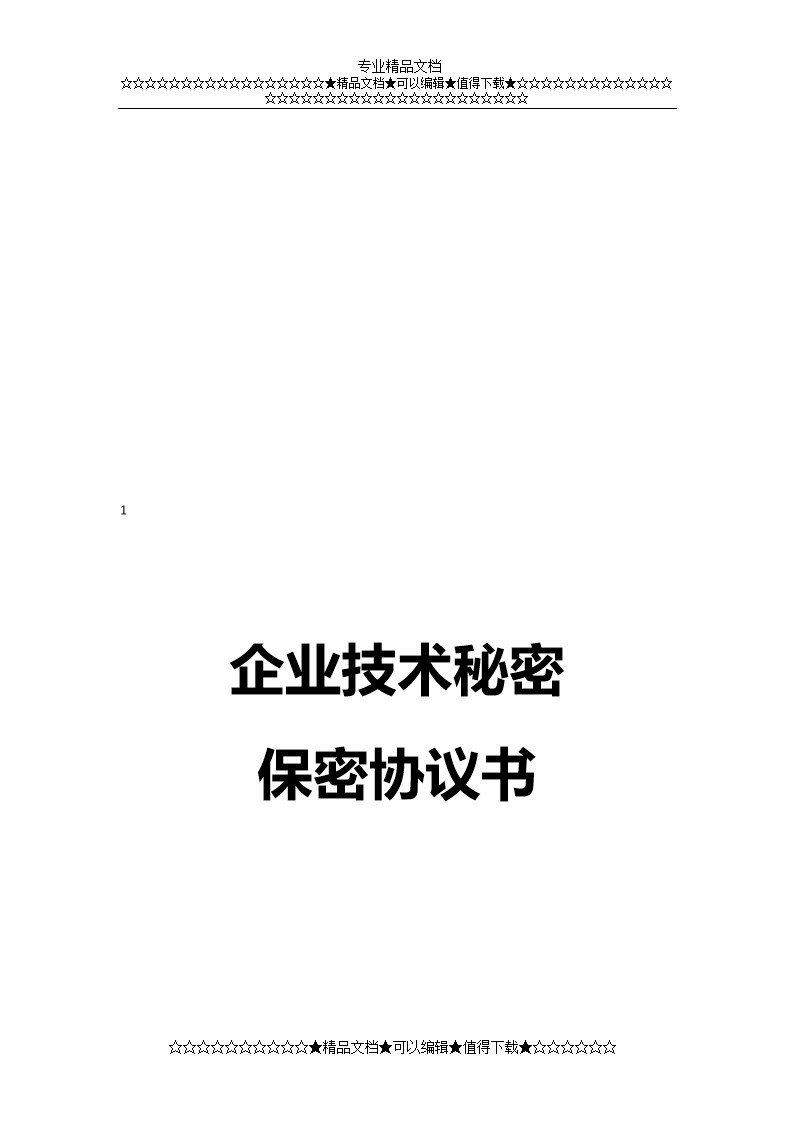 专业精品文档
☆☆☆☆☆☆☆☆☆☆☆☆☆☆☆☆☆★精品文档★可以编辑★值得下载★☆☆☆☆☆☆☆☆☆☆☆☆☆
☆☆☆☆☆☆☆☆☆☆☆☆☆☆☆☆☆☆☆☆☆☆
1
企业技术秘密
保密协议书
☆☆☆☆☆☆☆☆☆☆★精品文档★可以编辑★值得下载★☆☆☆☆☆☆